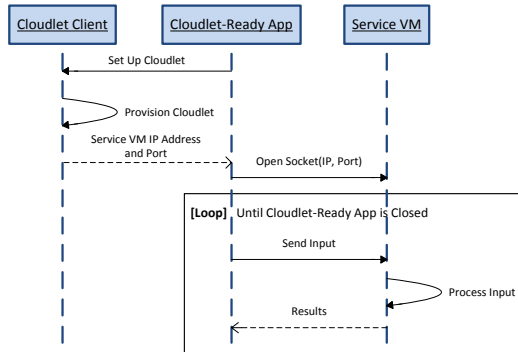 Cloudlet Client
Cloudlet-Ready App
Service VM
Set Up Cloudlet
Provision Cloudlet
Service VM IP Address
and Port
Open Socket(IP, Port)
[Loop] Until Cloudlet-Ready App is Closed
Send Input
Process Input
Results